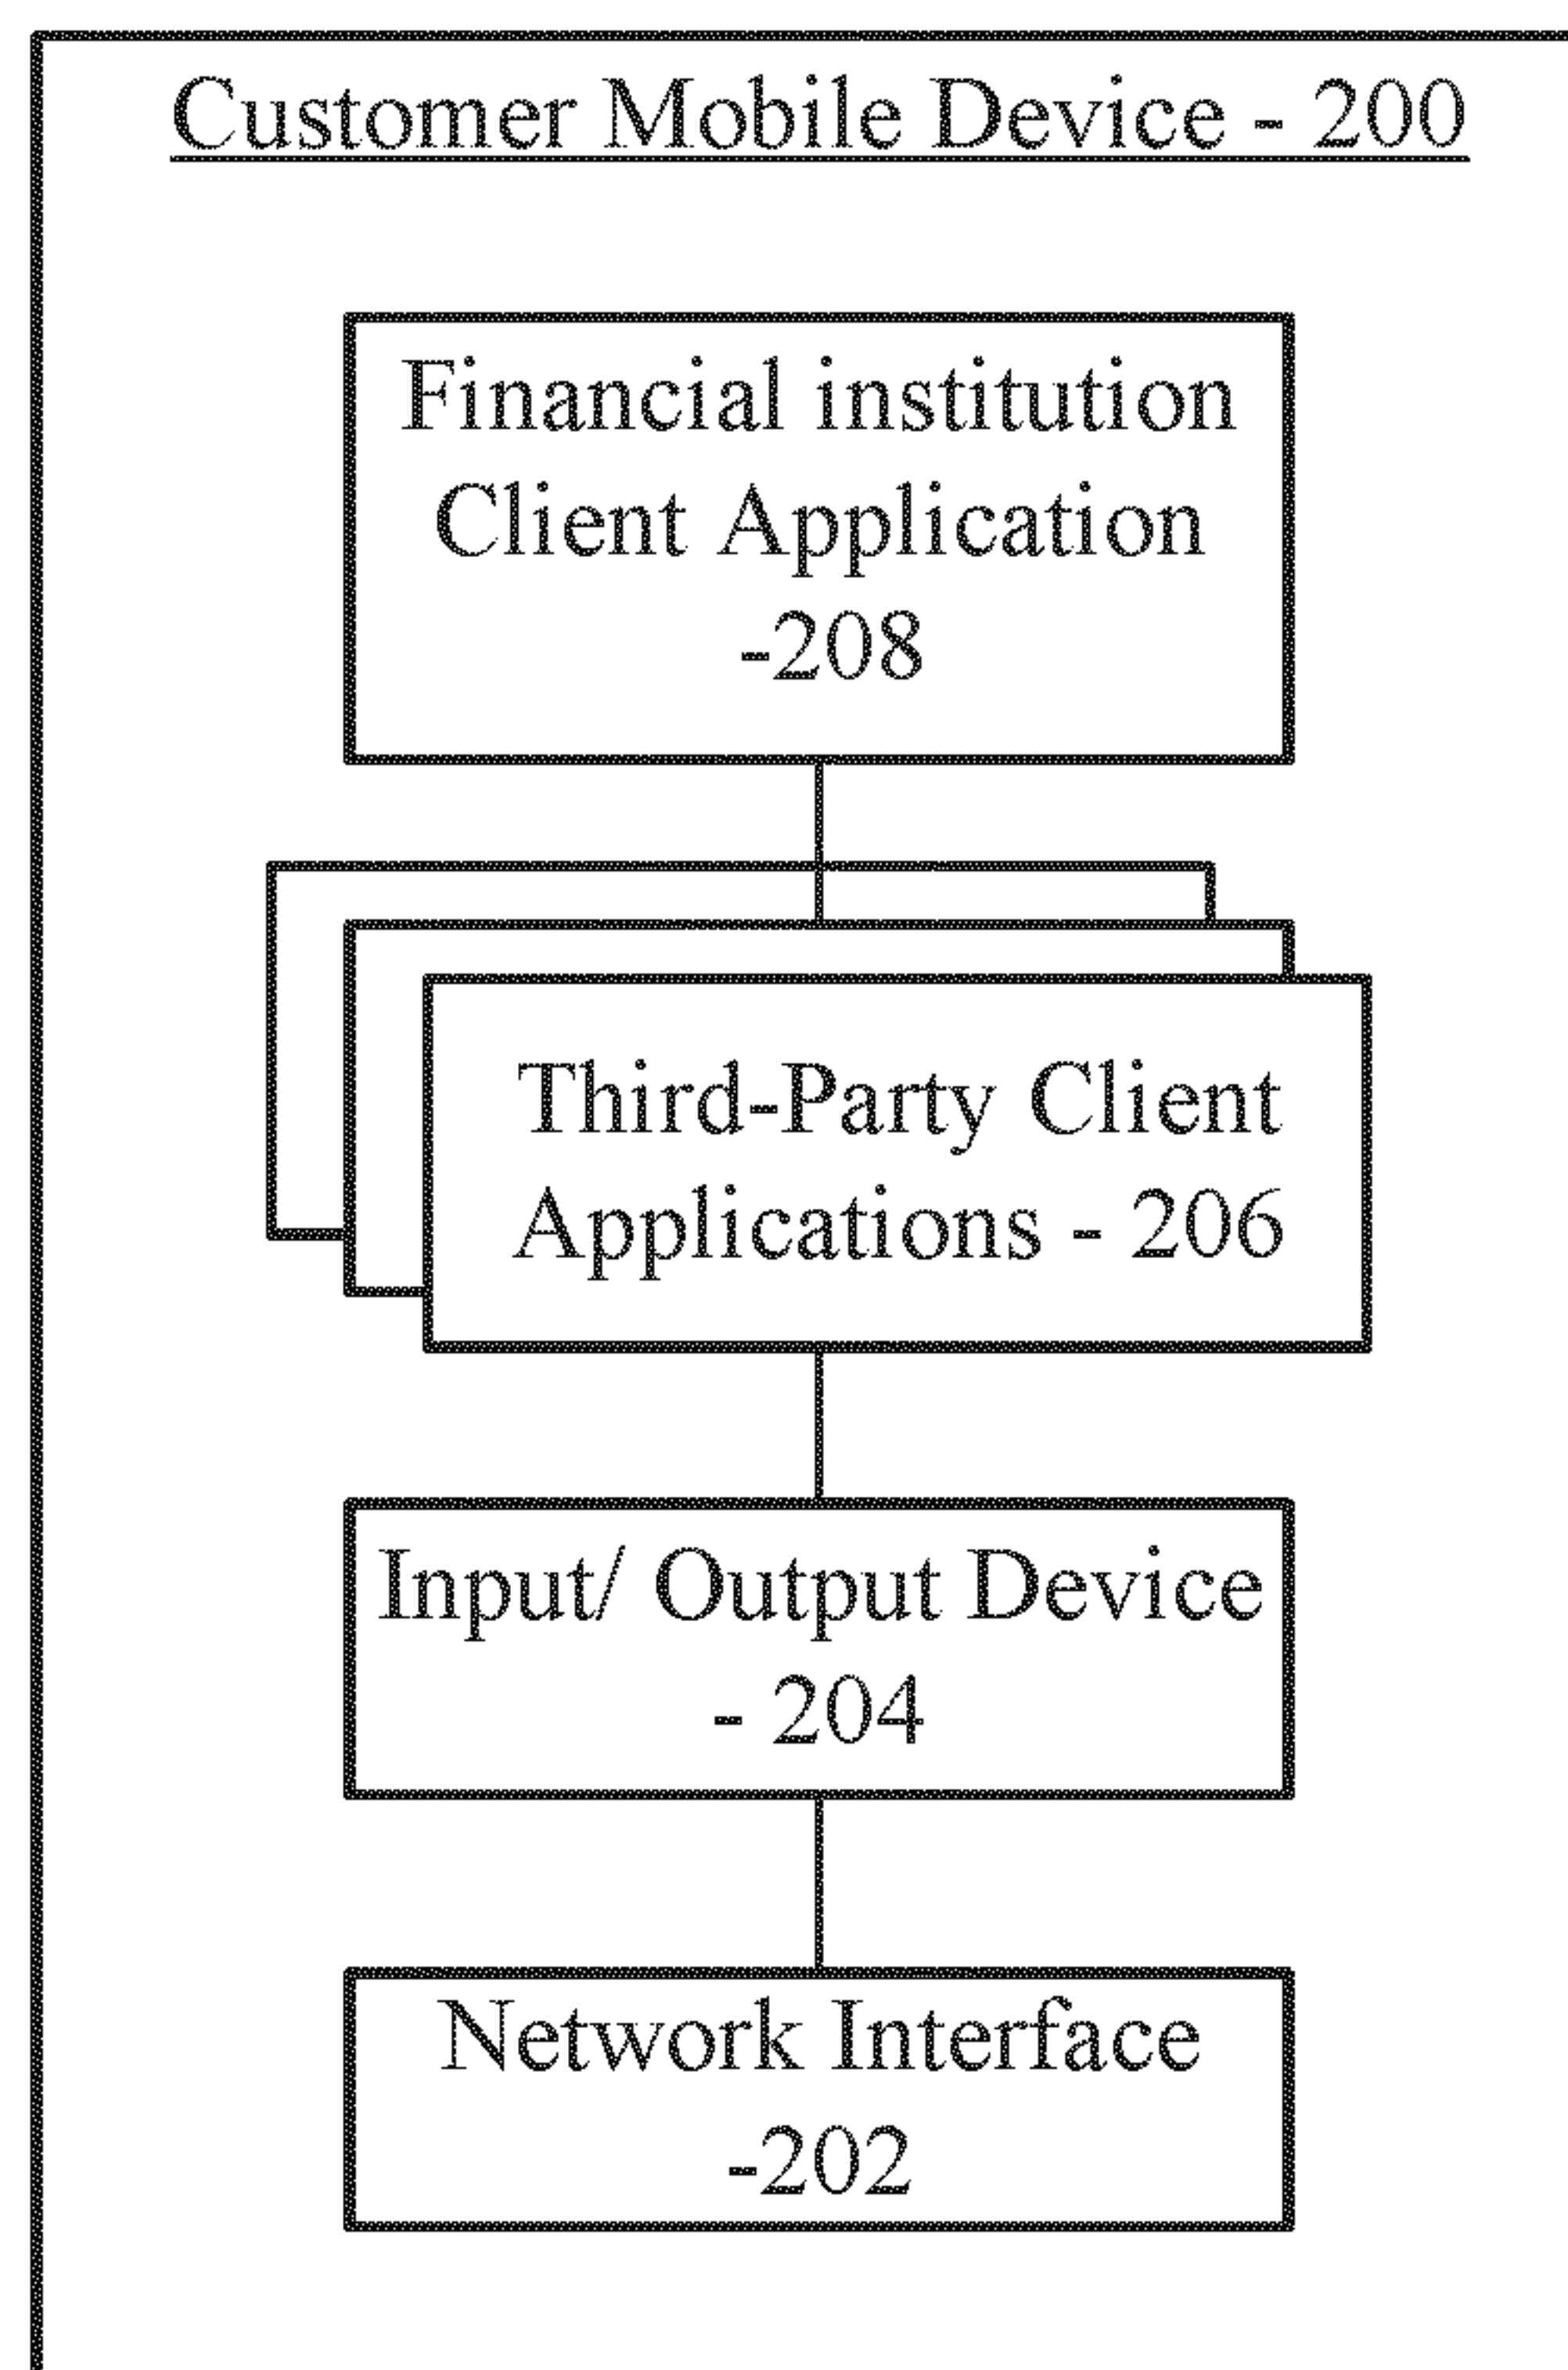 Customer Mobile Device - 200
Financial institution
Client Application
-208
Third-Party Client
Applications - 206
Input/ Output Device
- 204
Network Interface
-202